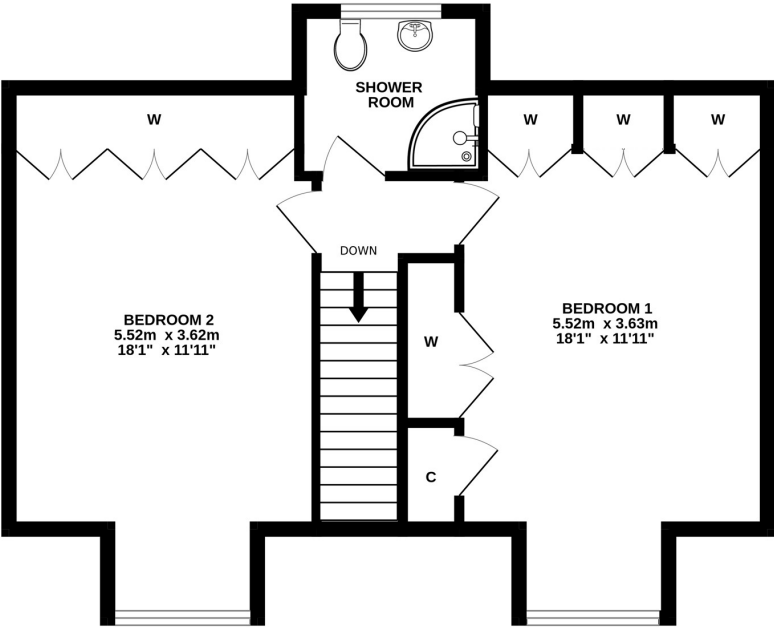 SHOWER
ROOM
W
W
W
W
DOWN
BEDROOM 2
5.52m x 3.62m
18'1" x 11'11"
BEDROOM 1
5.52m x 3.63m
18'1" x 11'11"
W
C